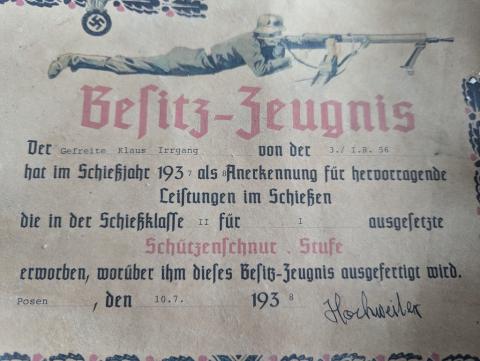 Besitz-Zeugnis
Der Gefreite Klaus Irrgang von der 3./ I.R. 56
hat im Schießjahr 1937 8 als Anerkennung für hervorragende
Leistungen im Schießen
die in der Schießklasse II für I ausgesetzte
Schützenschnur . Stufe
erworben, worüber ihm dieses Besitz-Zeugnis ausgefertigt wird.
Posen, den 10.7. 1938 Hochweiler